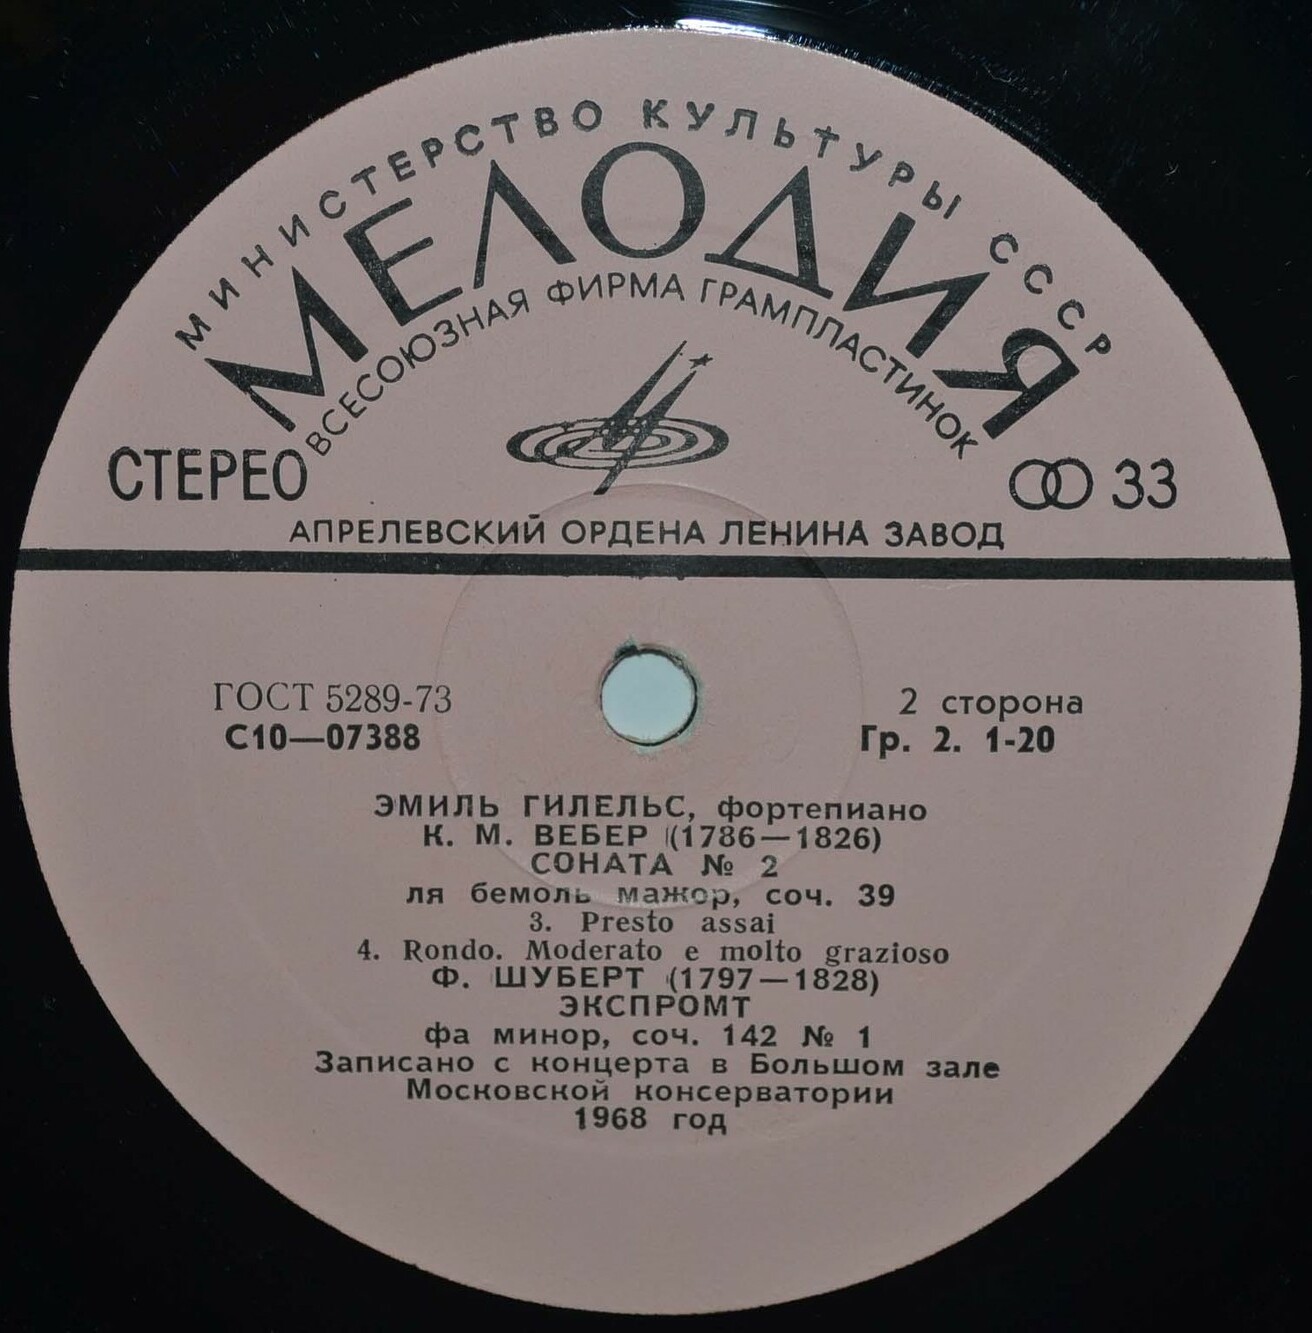 МИНИСТЕРСТВО КУЛЬТУРЫ СССР
МЕЛОДИЯ
ВСЕСОЮЗНАЯ ФИРМА ГРАМПЛАСТИНОК
СТЕРЕО
33
АПРЕЛЕВСКИЙ ОРДЕНА ЛЕНИНА ЗАВОД
ГОСТ 5289-73
2 сторона
С10—07388
Гр. 2. 1-20
ЭМИЛЬ ГИЛЕЛЬС, фортепиано
К. М. ВЕБЕР (1786—1826)
СОНАТА № 2
ля бемоль мажор, соч. 39
3. Presto assai
4. Rondo. Moderato e molto grazioso
Ф. ШУБЕРТ (1797—1828)
ЭКСПРОМТ
фа минор, соч. 142 № 1
Записано с концерта в Большом зале
Московской консерватории
1968 год